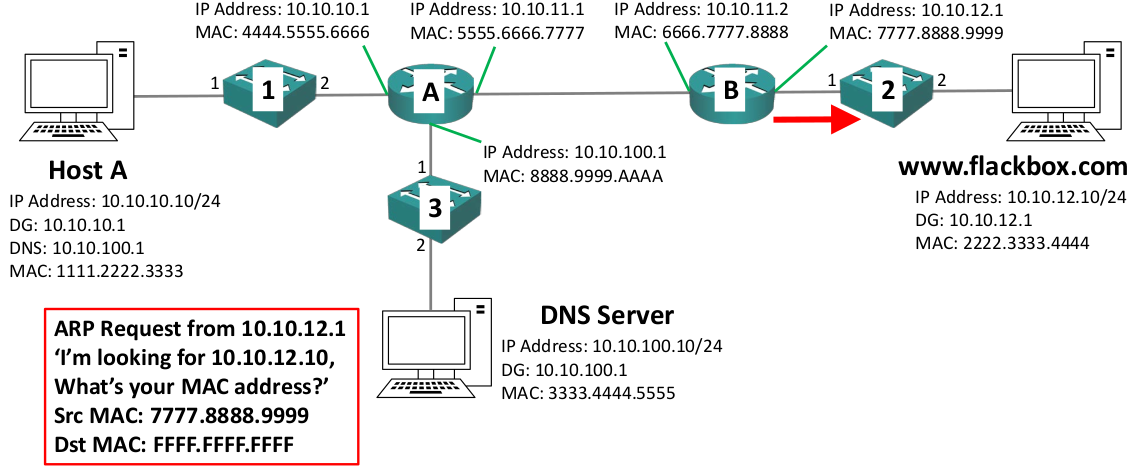 IP Address: 10.10.10.1
MAC: 4444.5555.6666
IP Address: 10.10.11.1
MAC: 5555.6666.7777
IP Address: 10.10.11.2
MAC: 6666.7777.8888
IP Address: 10.10.12.1
MAC: 7777.8888.9999
1
1
2
A
B
1
2
2
Host A
IP Address: 10.10.10.10/24
DG: 10.10.10.1
DNS: 10.10.100.1
MAC: 1111.2222.3333
IP Address: 10.10.100.1
MAC: 8888.9999.AAAA
www.flackbox.com
IP Address: 10.10.12.10/24
DG: 10.10.12.1
MAC: 2222.3333.4444
1
3
2
DNS Server
IP Address: 10.10.100.10/24
DG: 10.10.100.1
MAC: 3333.4444.5555
ARP Request from 10.10.12.1
‘I’m looking for 10.10.12.10,
What’s your MAC address?’
Src MAC: 7777.8888.9999
Dst MAC: FFFF.FFFF.FFFF